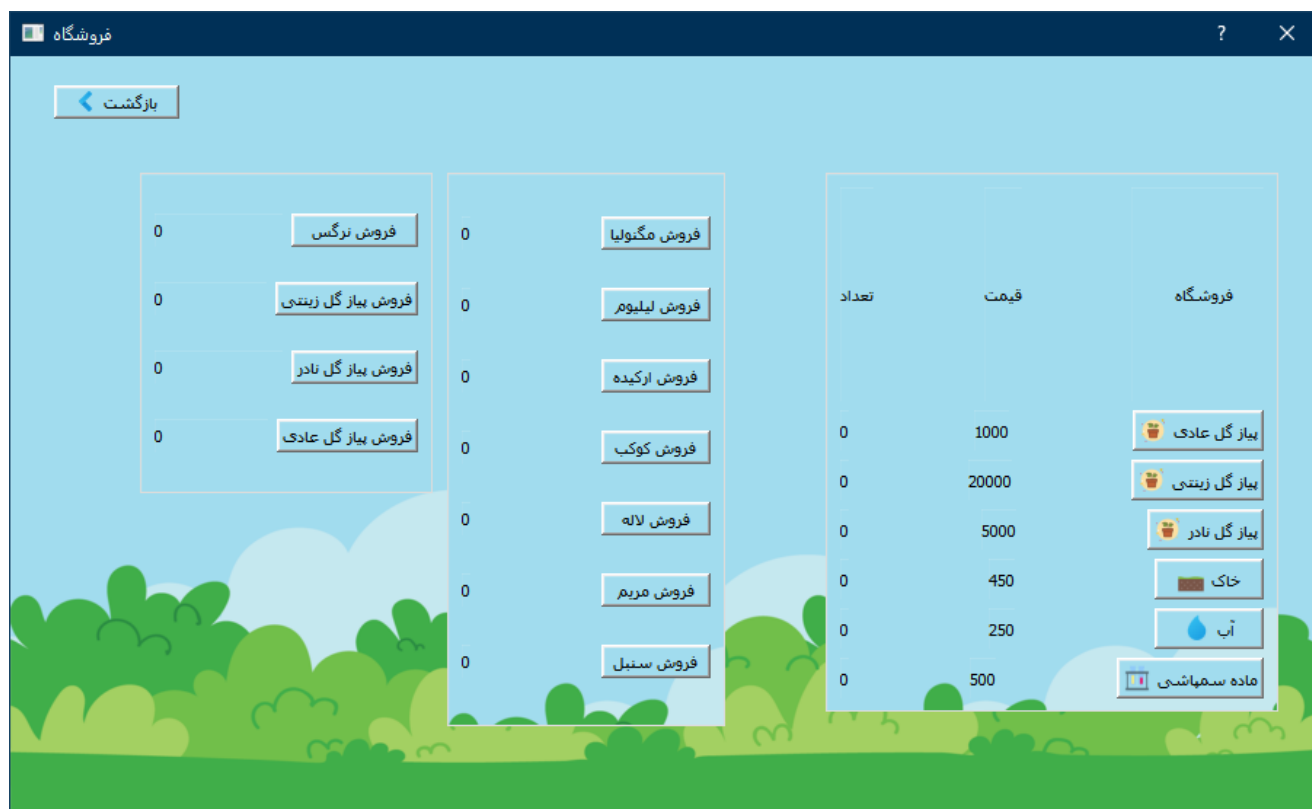 فروشگاه
?
بازگشت
فروشگاه قیمت تعداد
پیاز گل عادی 1000 0
پیاز گل زینتی 20000 0
پیاز گل نادر 5000 0
خاک 450 0
آب 250 0
ماده سمپاشی 500 0
فروش مگنولیا 0
فروش لیلیوم 0
فروش ارکیده 0
فروش کوکب 0
فروش لاله 0
فروش مریم 0
فروش سنبل 0
فروش نرگس 0
فروش پیاز گل زینتی 0
فروش پیاز گل نادر 0
فروش پیاز گل عادی 0